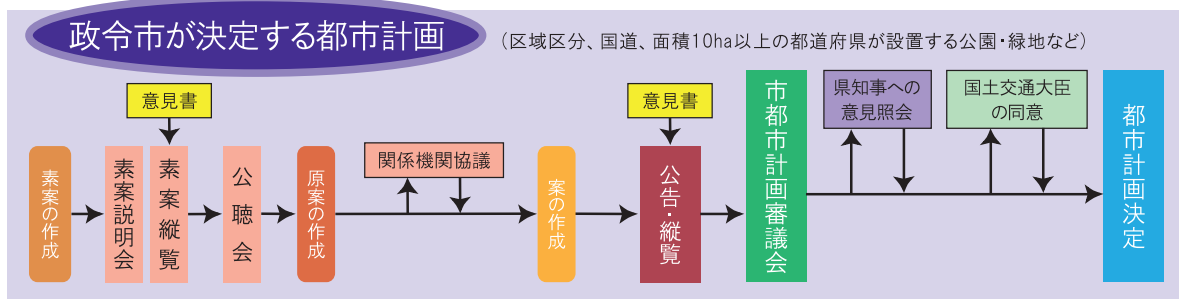 政令市が決定する都市計画
（区域区分、国道、面積10ha以上の都道府県が設置する公園・緑地など）
素案の作成
素案説明会
意見書
素案縦覧
公聴会
原案の作成
関係機関協議
案の作成
意見書
公告・縦覧
市都市計画審議会
県知事への
意見照会
国土交通大臣
の同意
都市計画決定